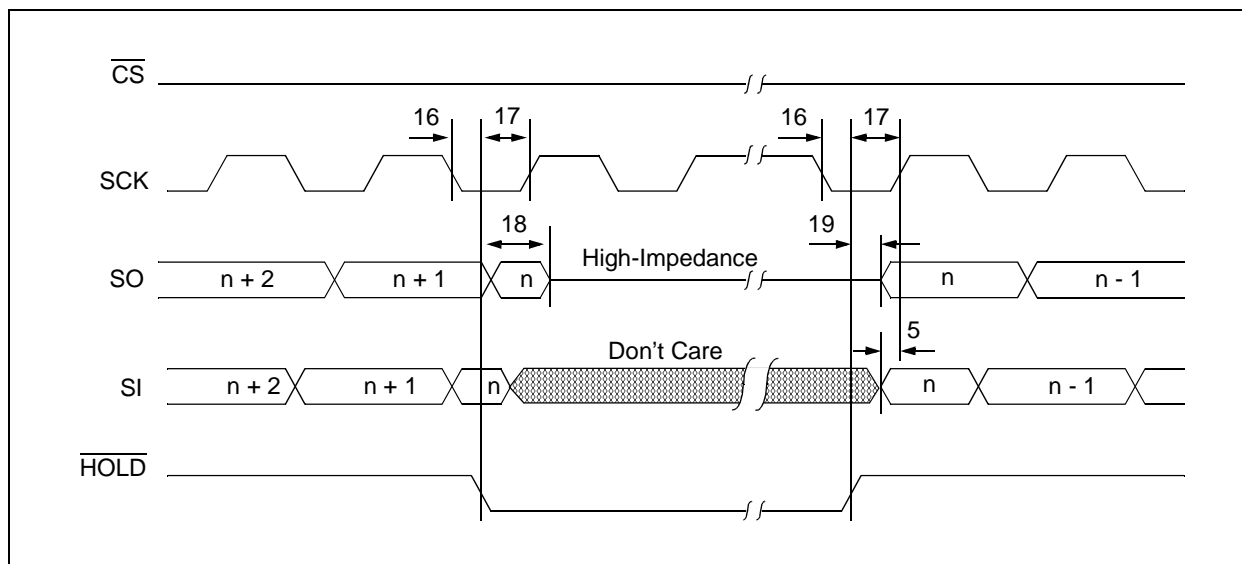 CS
16 17 16 17
SCK
18 19
High-Impedance
SO n + 2 n + 1 n n n - 1
5
Don't Care
SI n + 2 n + 1 n n n - 1
HOLD